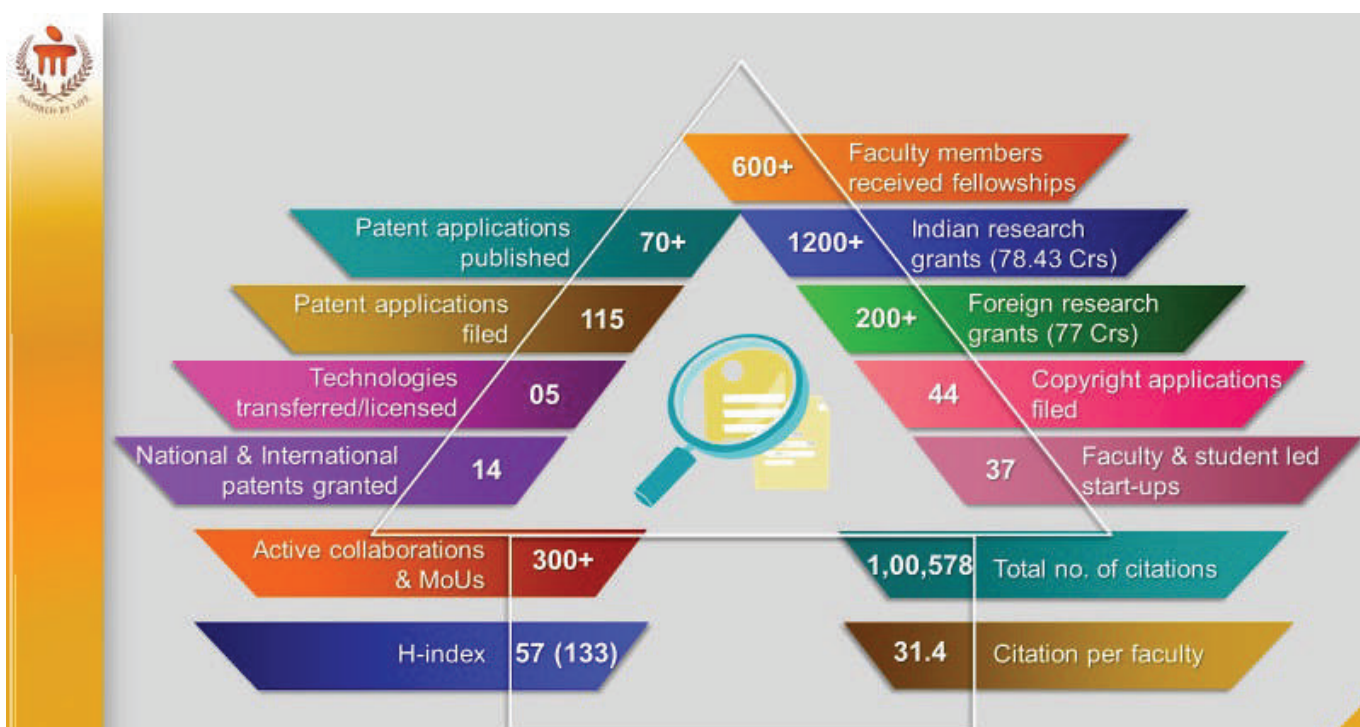 INSPIRED BY LIFE
600+
Faculty members
received fellowships
Patent applications
published
70+
1200+
Indian research
grants (78.43 Crs)
Patent applications
filed
115
200+
Foreign research
grants (77 Crs)
Technologies
transferred/licensed
05
44
Copyright applications
filed
National & International
patents granted
14
37
Faculty & student led
start-ups
Active collaborations
& MoUs
300+
1,00,578
Total no. of citations
H-index
57 (133)
31.4
Citation per faculty